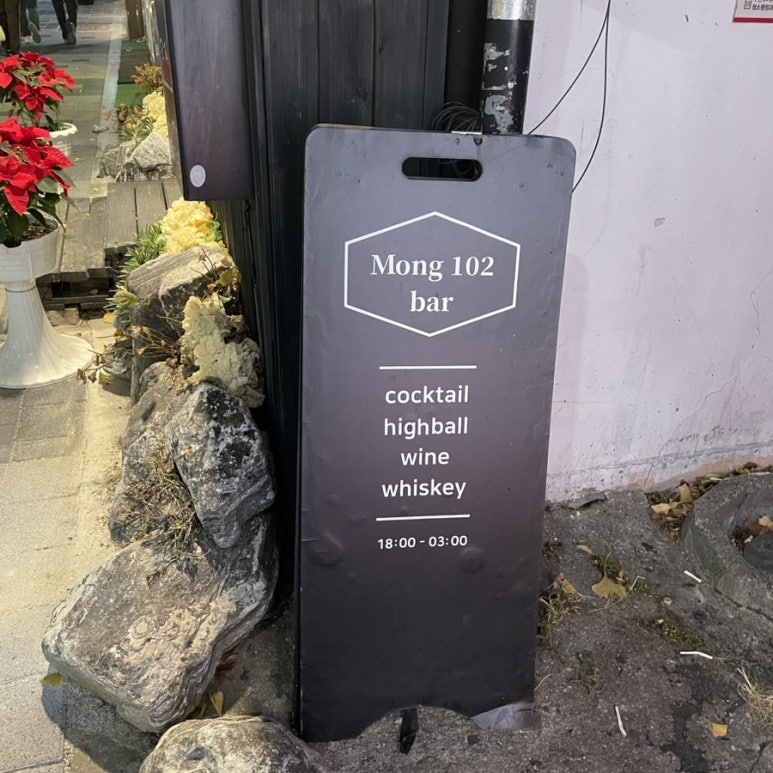 Mong 102
bar
cocktail
highball
wine
whiskey
18:00 - 03:00